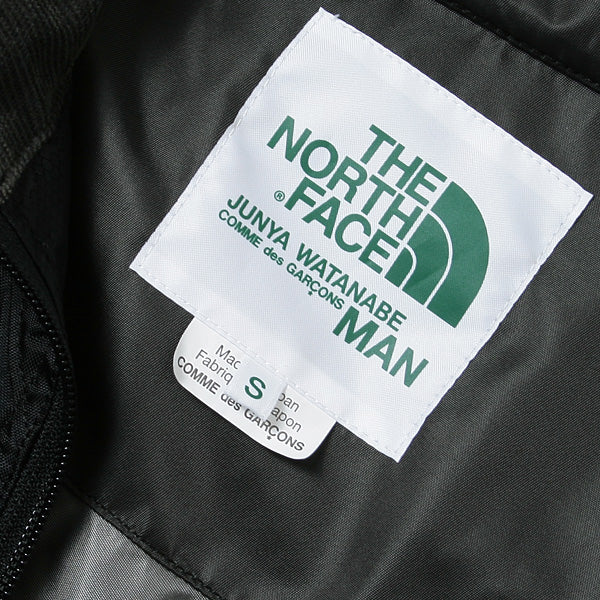 THE
NORTH
FACE
®
JUNYA WATANABE
COMME des GARÇONS
MAN
S
COMME des GARÇONS